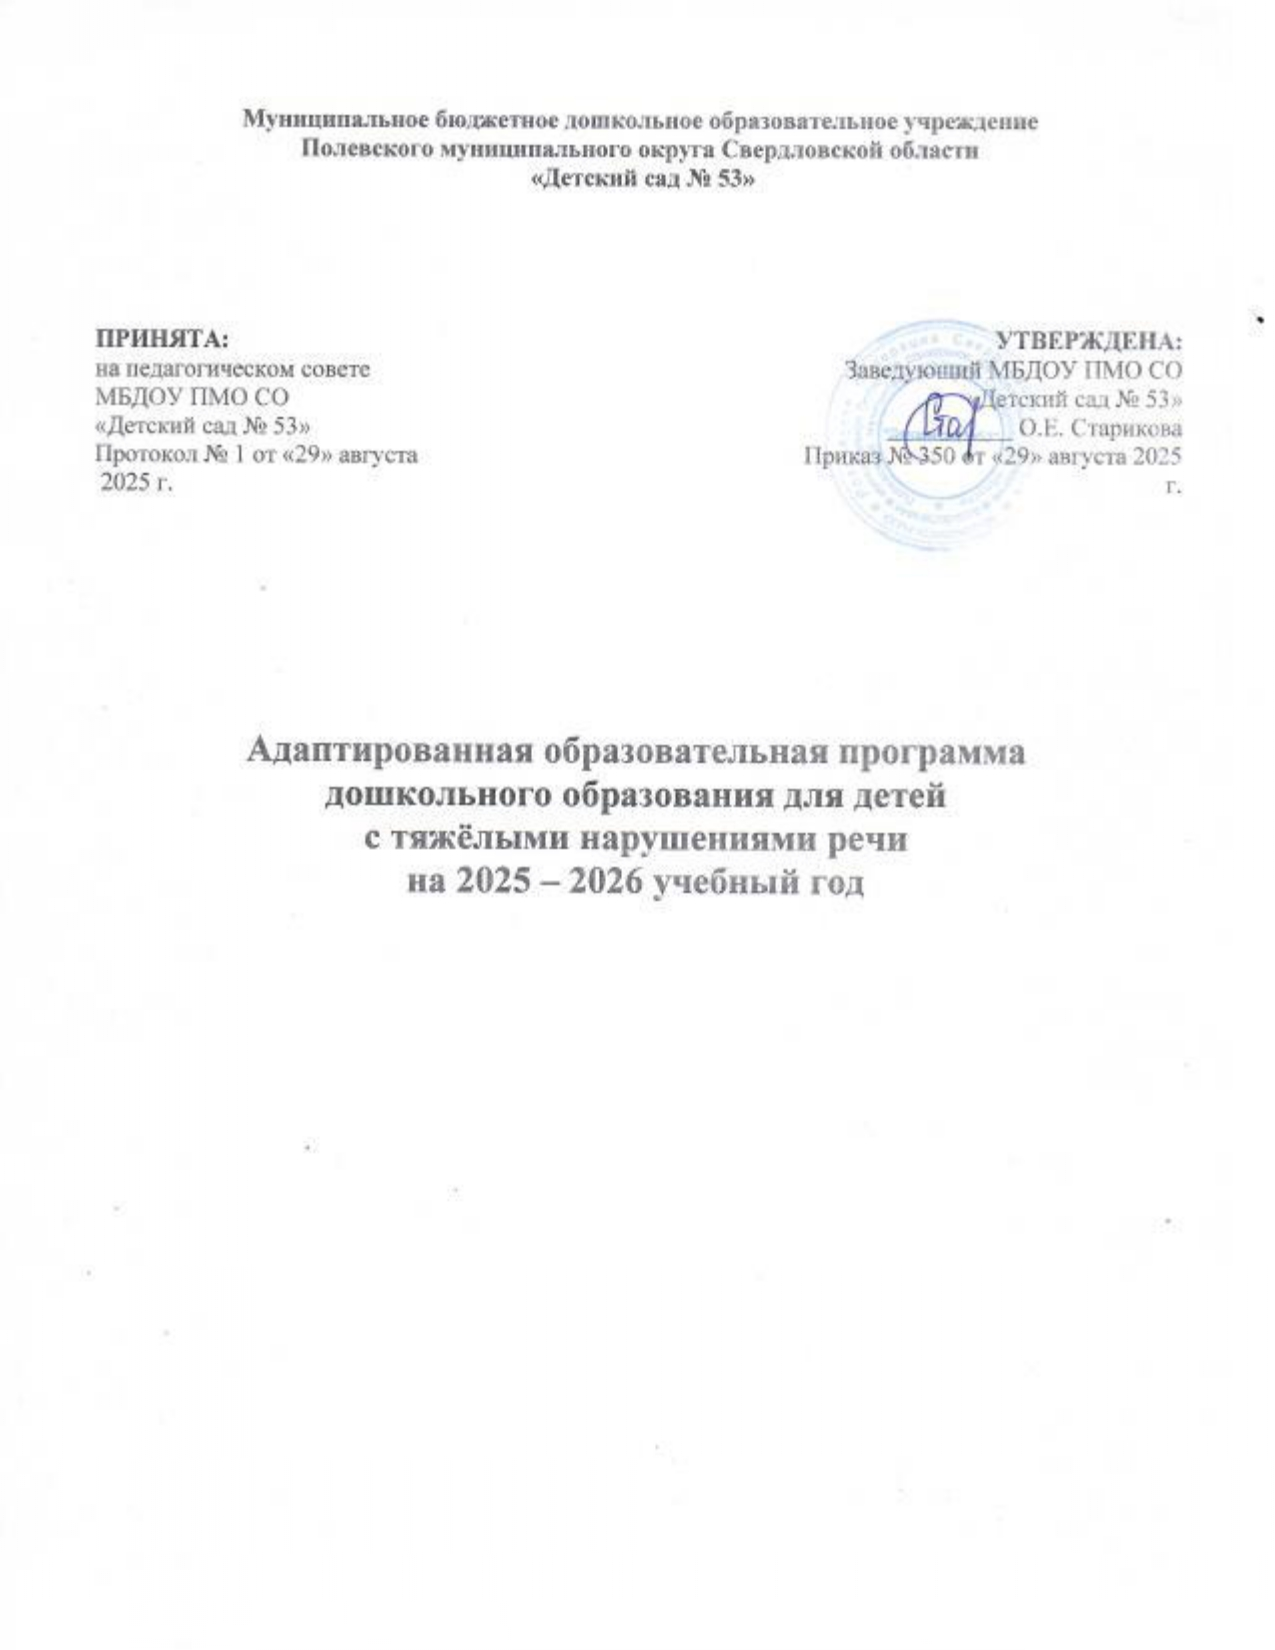 Муниципальное бюджетное дошкольное образовательное учреждение
Полевского муниципального округа Свердловской области
«Детский сад № 53»
ПРИНЯТА:
на педагогическом совете
МБДОУ ПМО СО
«Детский сад № 53»
Протокол № 1 от «29» августа
2025 г.
УТВЕРЖДЕНА:
Заведующий МБДОУ ПМО СО
«Детский сад № 53»
О.Е. Старикова
Приказ № 350 от «29» августа 2025
г.
Адаптированная образовательная программа
дошкольного образования для детей
с тяжёлыми нарушениями речи
на 2025 – 2026 учебный год